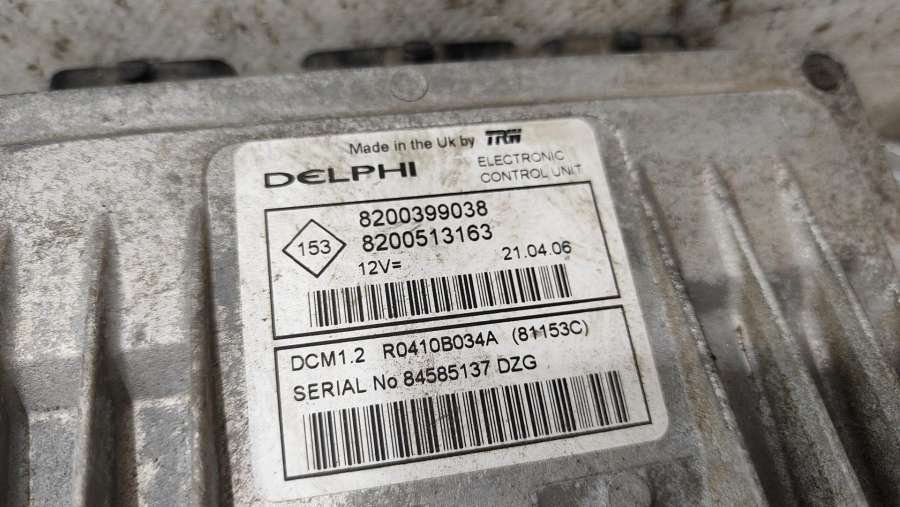 Made in the Uk by TRW
DELPHI
ELECTRONIC
CONTROL UNIT
153
8200399038
8200513163
12V=
21.04.06
DCM1.2 R0410B034A (81153C)
SERIAL No 84585137 DZG